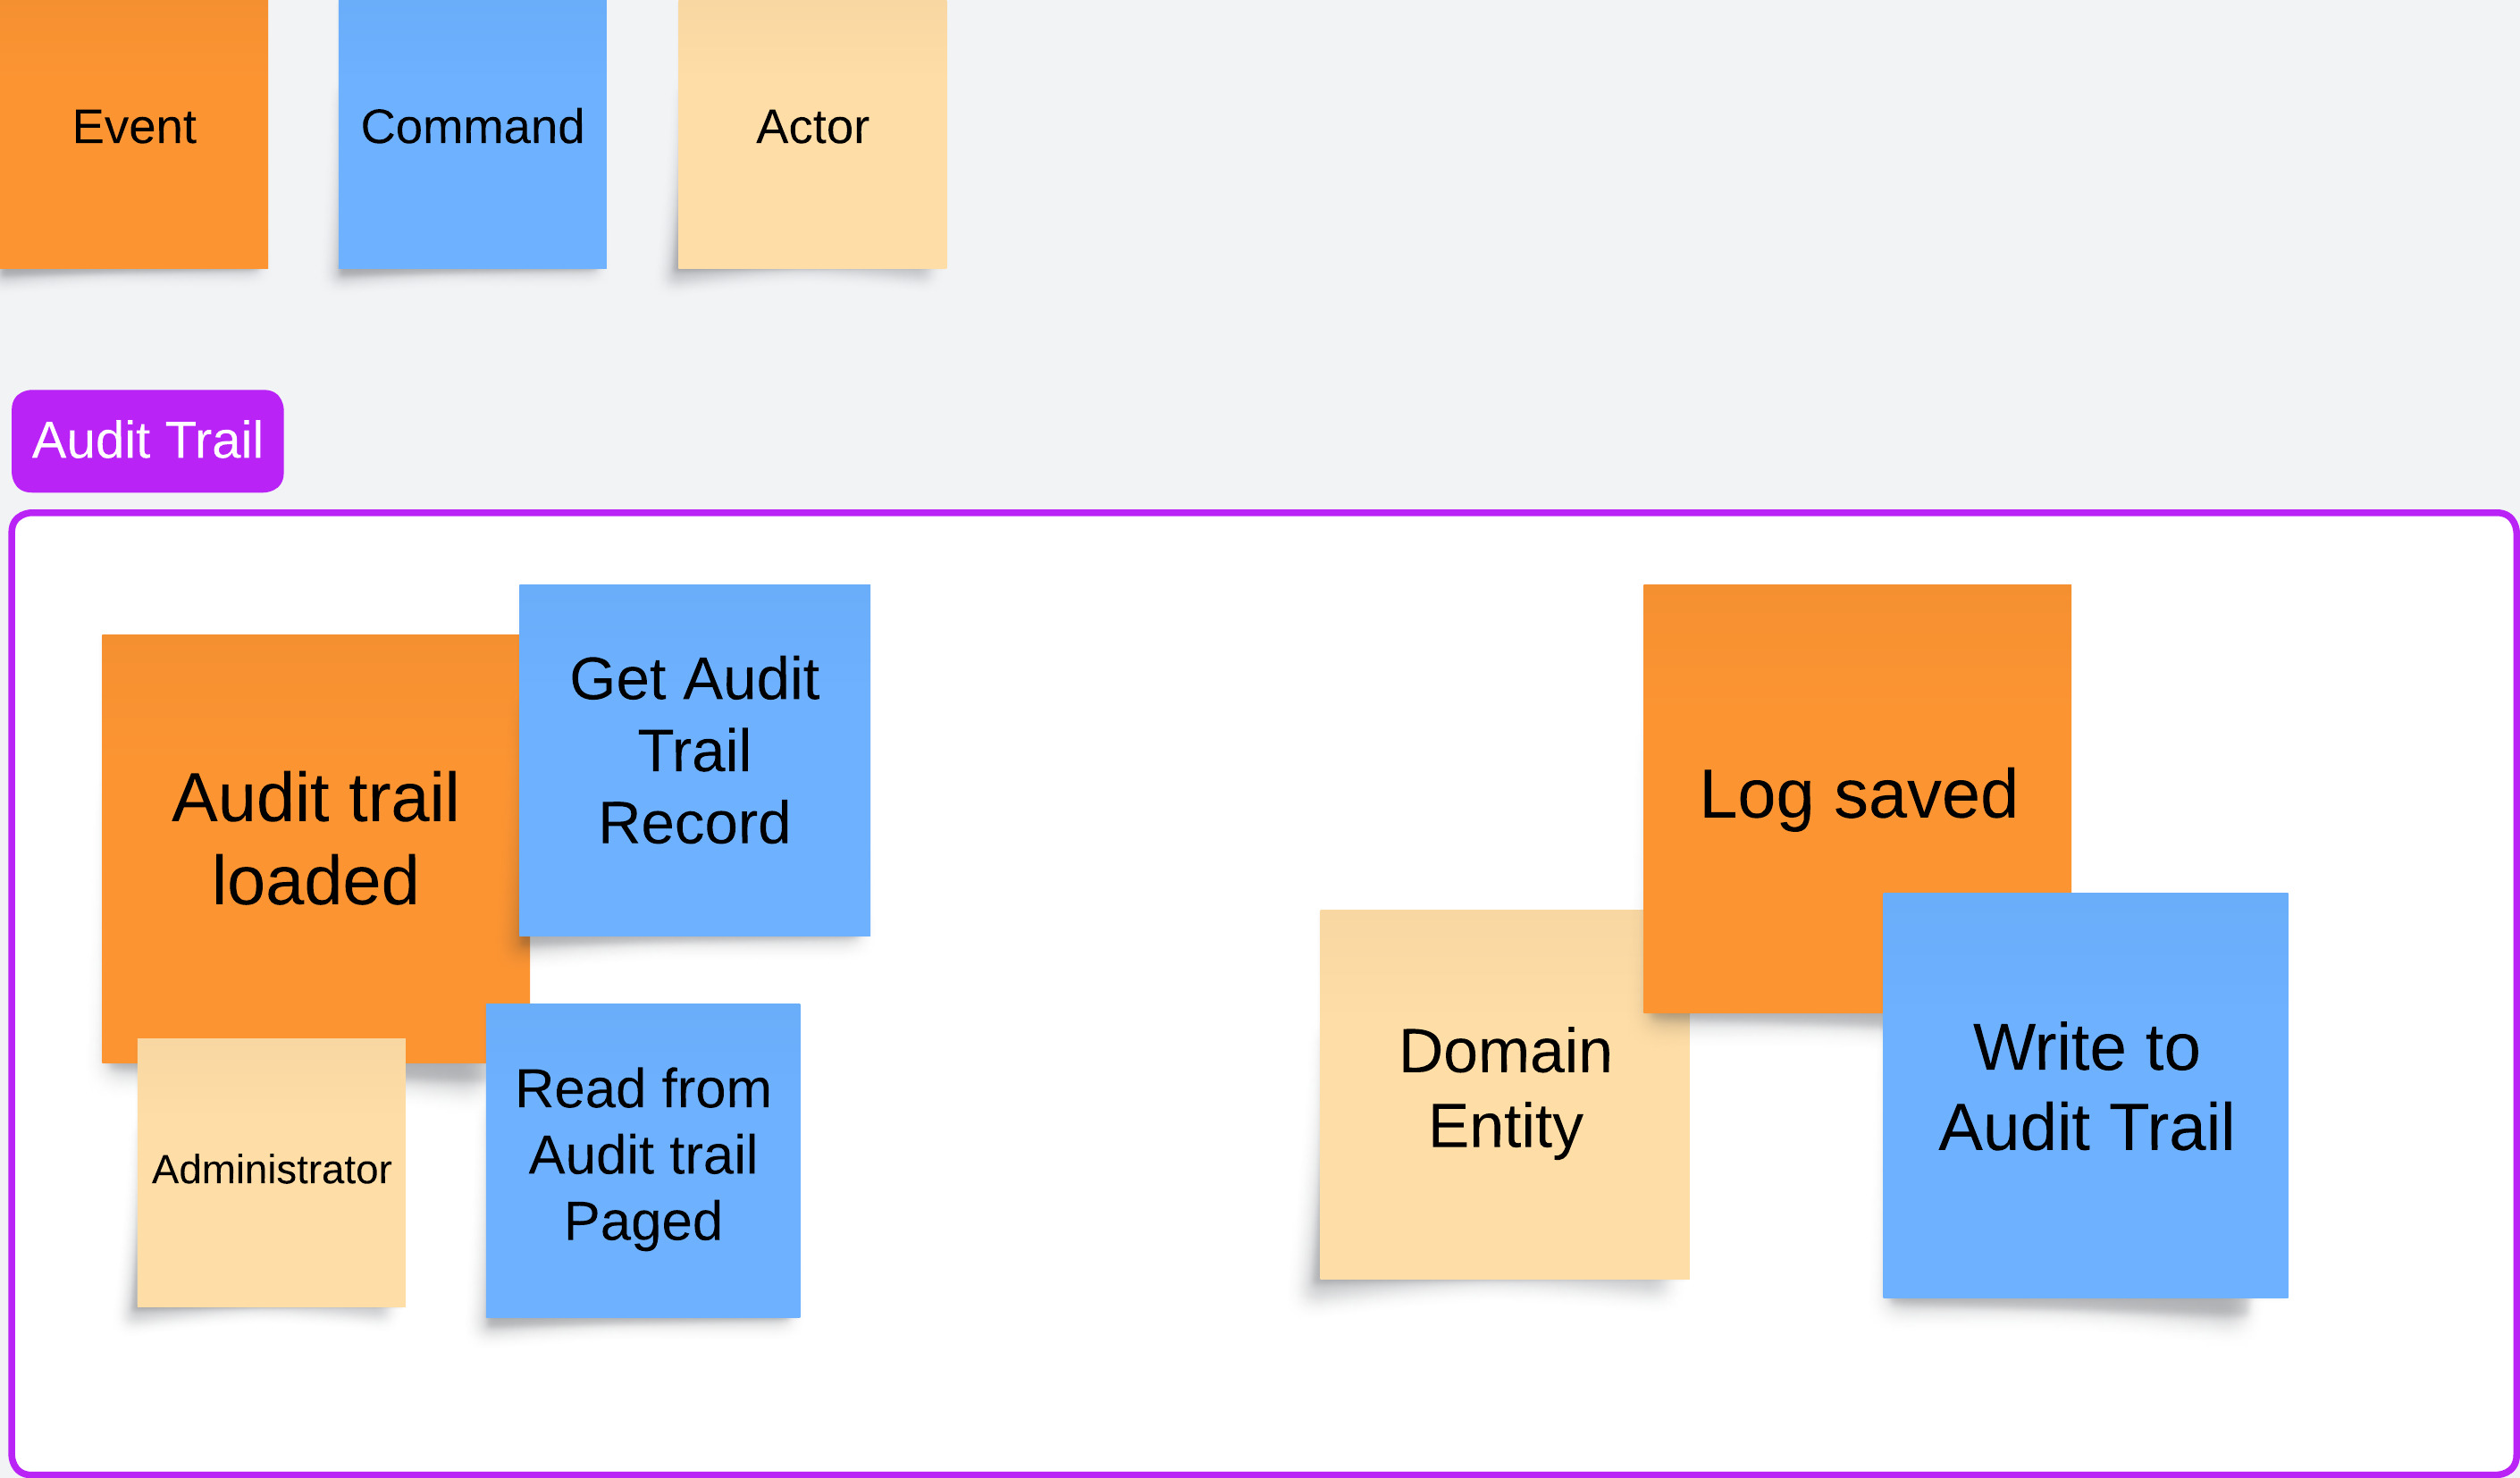 Event
Command
Actor
Audit Trail
Audit trail
loaded
Get Audit
Trail
Record
Administrator
Read from
Audit trail
Paged
Log saved
Domain
Entity
Write to
Audit Trail